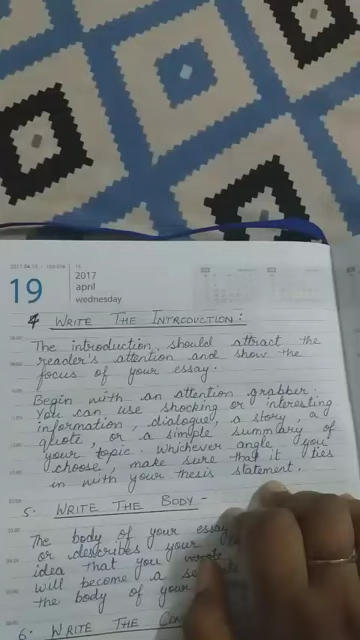 19
2017
april
wednesday
4 WRITE THE INTRODUCTION:
The introduction should attract the
reader's attention and show the
focus of your essay.
Begin with an attention grabber.
You can use shocking or interesting
information, dialogue, a story, a
quote, or a simple summary of
your topic. Whichever angle you
choose, make sure that it ties
in with your thesis statement.
5. WRITE THE BODY -
The body of your essay
or describes your
idea that you wrote
will become a
the body of your
6. WRITE THE